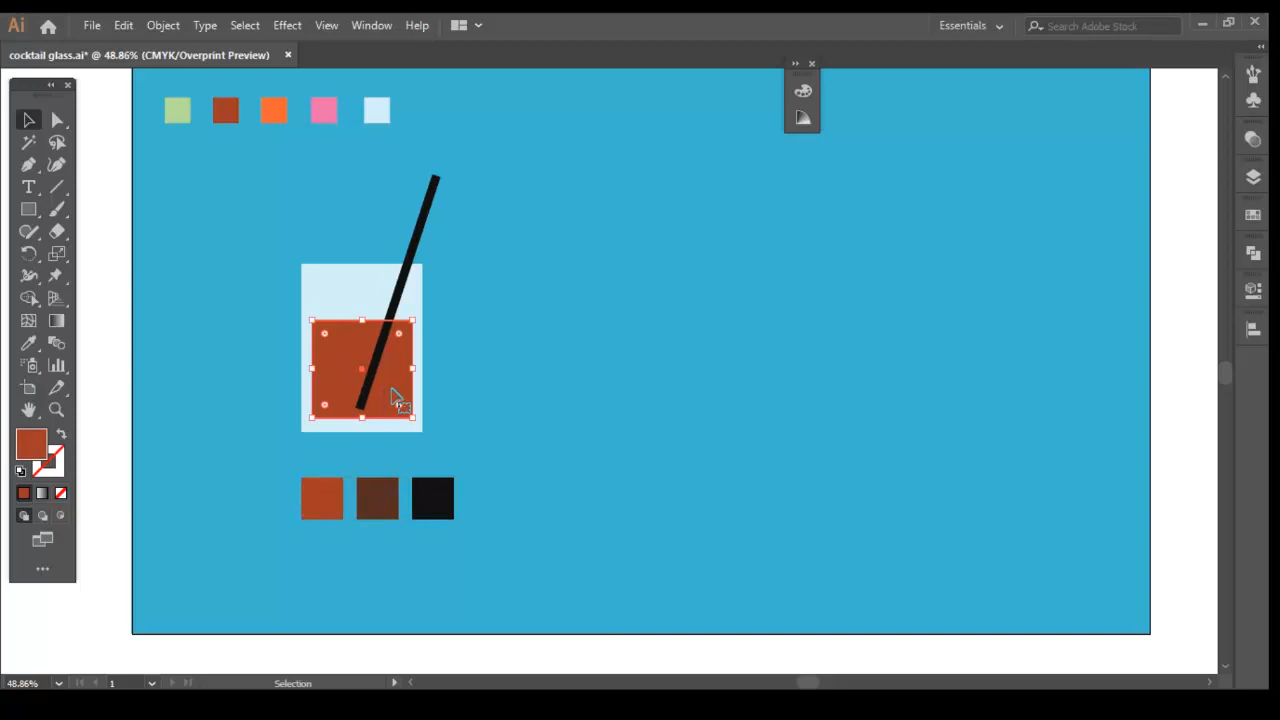 Ai File Edit Object Type Select Effect View Window Help Essentials Search Adobe Stock
cocktail glass.ai* @ 48.86% (CMYK/Overprint Preview)
T
48.86% 1 Selection